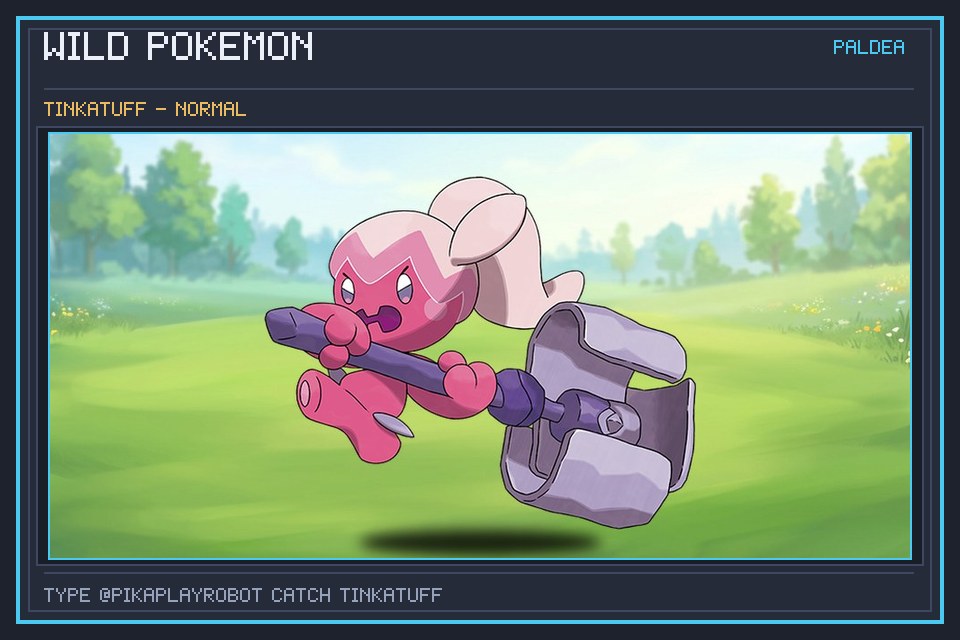 WILD POKEMON
PALDEA
TINKATUFF - NORMAL
TYPE @PIKAPLAYROBOT CATCH TINKATUFF